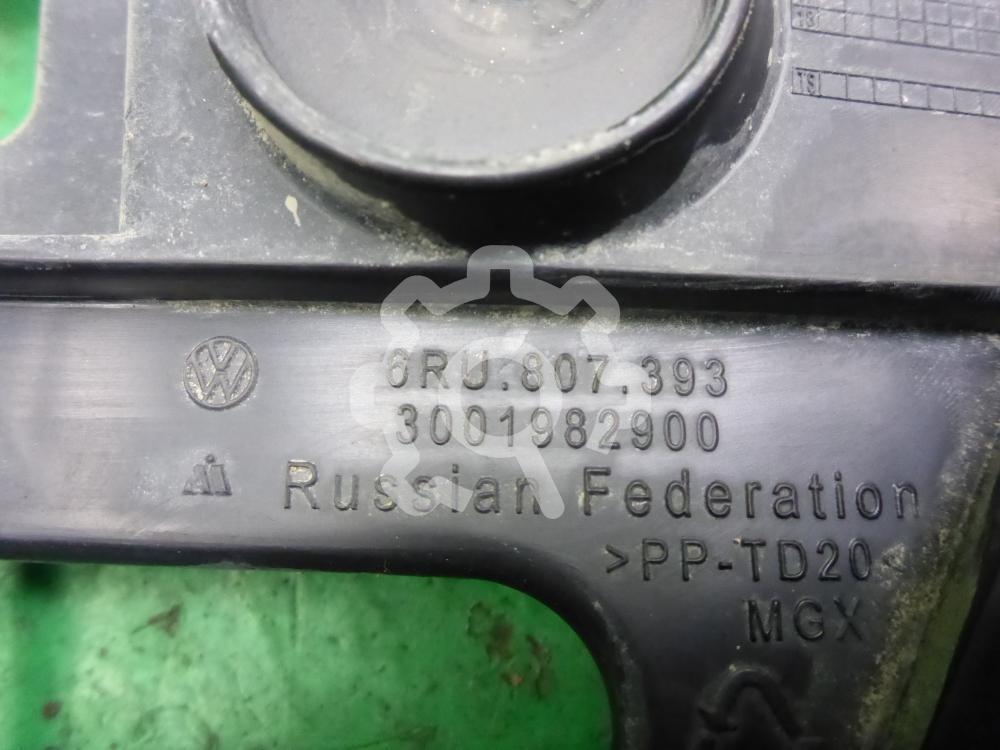 6RU.807.393
3001982900
Russian Federation
>PP-TD20<
MGX